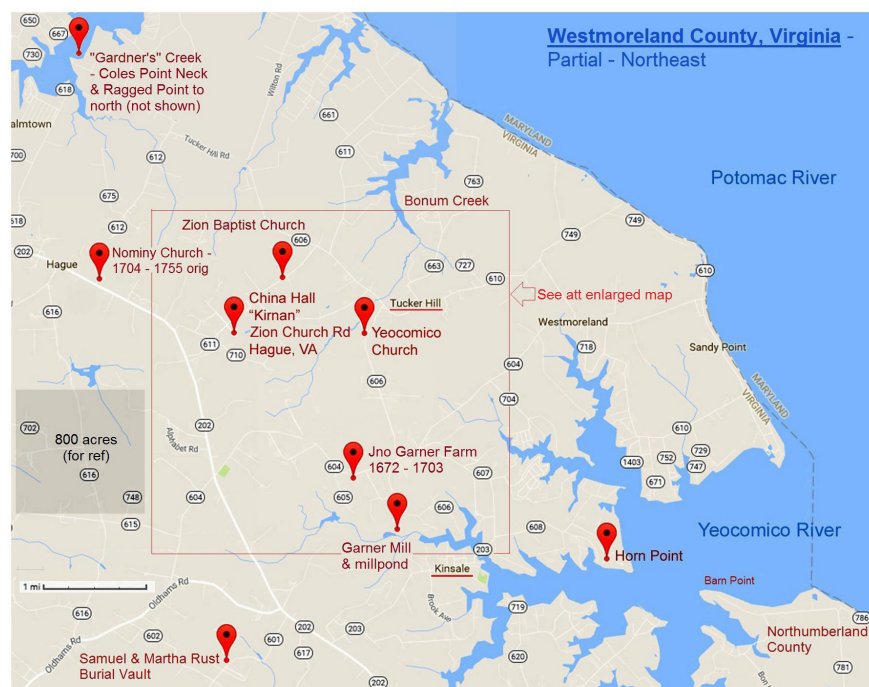 Westmoreland County, Virginia -
Partial - Northeast
650
667
730
618
"Gardner's" Creek
- Coles Point Neck
& Ragged Point to
north (not shown)
Wilton Rd
661
611
almtown
Tucker Hill Rd
612
700
MARYLAND
VIRGINIA
763
Potomac River
675
Bonum Creek
749
749
618
612
Zion Baptist Church
606
202
Hague
Nominy Church -
1704 - 1755 orig
663
727
610
610
616
China Hall
“Kirnan”
Zion Church Rd
Hague, VA
Tucker Hill
See att enlarged map
Yeocomico
Church
Westmoreland
611
710
718
Sandy Point
604
606
704
MARYLAND
VIRGINIA
202
702
800 acres
(for ref)
616
748
615
Alphabet Rd
604
Jno Garner Farm
1672 - 1703
604
605
607
610
1403
752
729
747
671
606
608
Yeocomico River
Garner Mill
& millpond
203
Horn Point
Kinsale
1 mi
Oldhams Rd
Barn Point
616
719
Brook Ave
786
Oldhams Rd
602
601
202
203
617
620
Northumberland
County
781
Samuel & Martha Rust
Burial Vault
202
Bon